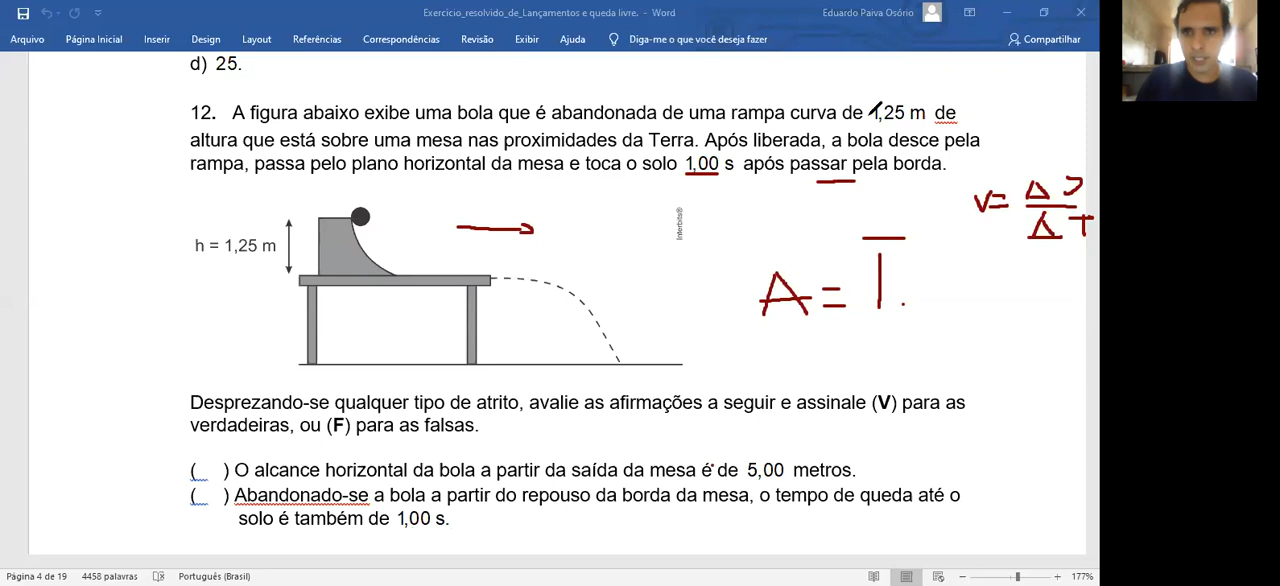 Exercicio_resolvido_de_Lançamentos e queda livre. - Word
Eduardo Paiva Osório
Arquivo Página Inicial Inserir Design Layout Referências Correspondências Revisão Exibir Ajuda Diga-me o que você deseja fazer Compartilhar
d) 25.
12. A figura abaixo exibe uma bola que é abandonada de uma rampa curva de 1,25 m de
altura que está sobre uma mesa nas proximidades da Terra. Após liberada, a bola desce pela
rampa, passa pelo plano horizontal da mesa e toca o solo 1,00 s após passar pela borda.
V= ΔS
ΔT
Interbits®
h = 1,25 m
A =
Desprezando-se qualquer tipo de atrito, avalie as afirmações a seguir e assinale (V) para as
verdadeiras, ou (F) para as falsas.
( ) O alcance horizontal da bola a partir da saída da mesa é de 5,00 metros.
( ) Abandonado-se a bola a partir do repouso da borda da mesa, o tempo de queda até o
solo é também de 1,00 s.
Página 4 de 19 4458 palavras Português (Brasil) 177%